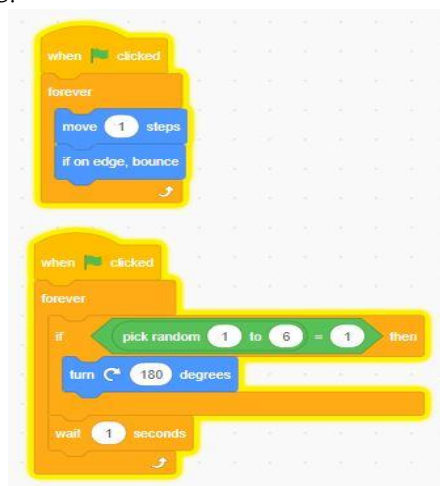 when clicked
forever
move 1 steps
if on edge, bounce
when clicked
forever
if pick random 1 to 6 = 1 then
turn 180 degrees
wait 1 seconds